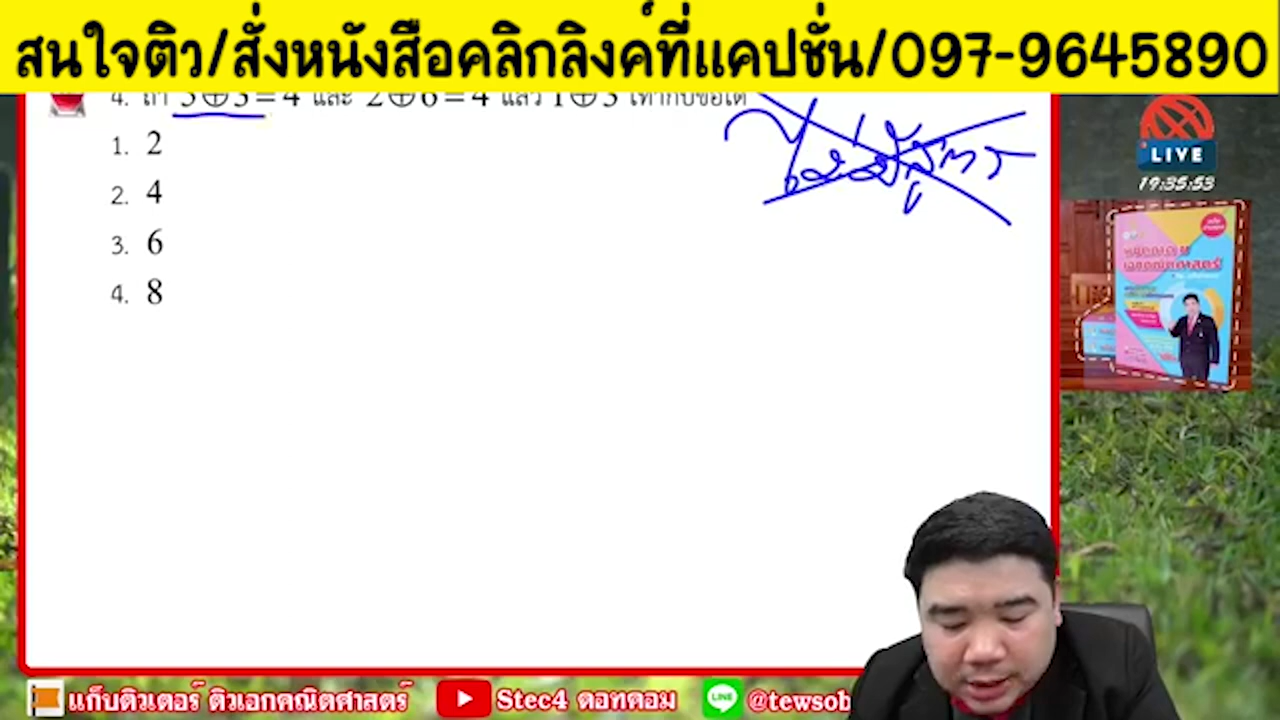 สนใจติว/สั่งหนังสือคลิกลิงค์ที่แคปชั่น/097-9645890
4. ถ้า 5⊕3=4 และ 2⊕6=4 แล้ว 1⊕3 เท่ากับข้อใด
1. 2
2. 4
3. 6
4. 8
LIVE
19:35:53
แก็บติวเตอร์ ติวเอกคณิตศาสตร์
Stec4 ดอทคอม
LINE
@tewsob